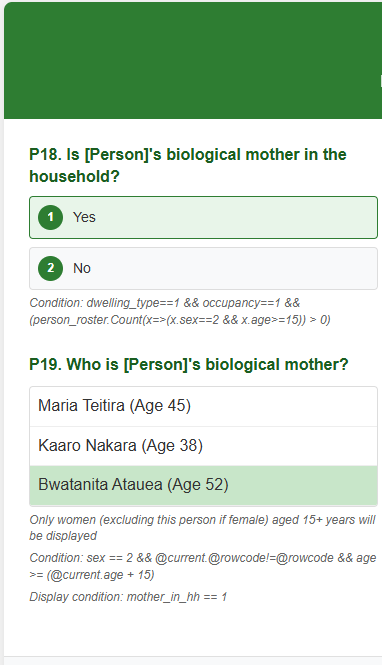 P18. Is [Person]'s biological mother in the
household?
1 Yes
2 No
Condition: dwelling_type==1 && occupancy==1 &&
(person_roster.Count(x=>(x.sex==2 && x.age>=15)) > 0)
P19. Who is [Person]'s biological mother?
Maria Teitira (Age 45)
Kaaro Nakara (Age 38)
Bwatanita Atauea (Age 52)
Only women (excluding this person if female) aged 15+ years will
be displayed
Condition: sex == 2 && @current.@rowcode!=@rowcode && age
>= (@current.age + 15)
Display condition: mother_in_hh == 1